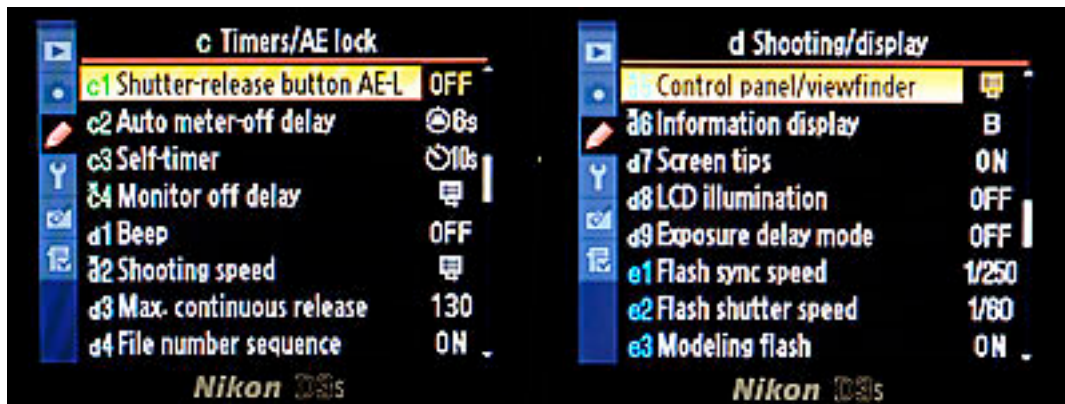 c Timers/AE lock
c1 Shutter-release button AE-L OFF
c2 Auto meter-off delay 6s
c3 Self-timer 10s
c4 Monitor off delay
d1 Beep OFF
d2 Shooting speed
d3 Max. continuous release 130
d4 File number sequence ON
Nikon D3s
d Shooting/display
d5 Control panel/viewfinder
d6 Information display B
d7 Screen tips ON
d8 LCD illumination OFF
d9 Exposure delay mode OFF
e1 Flash sync speed 1/250
e2 Flash shutter speed 1/60
e3 Modeling flash ON
Nikon D3s